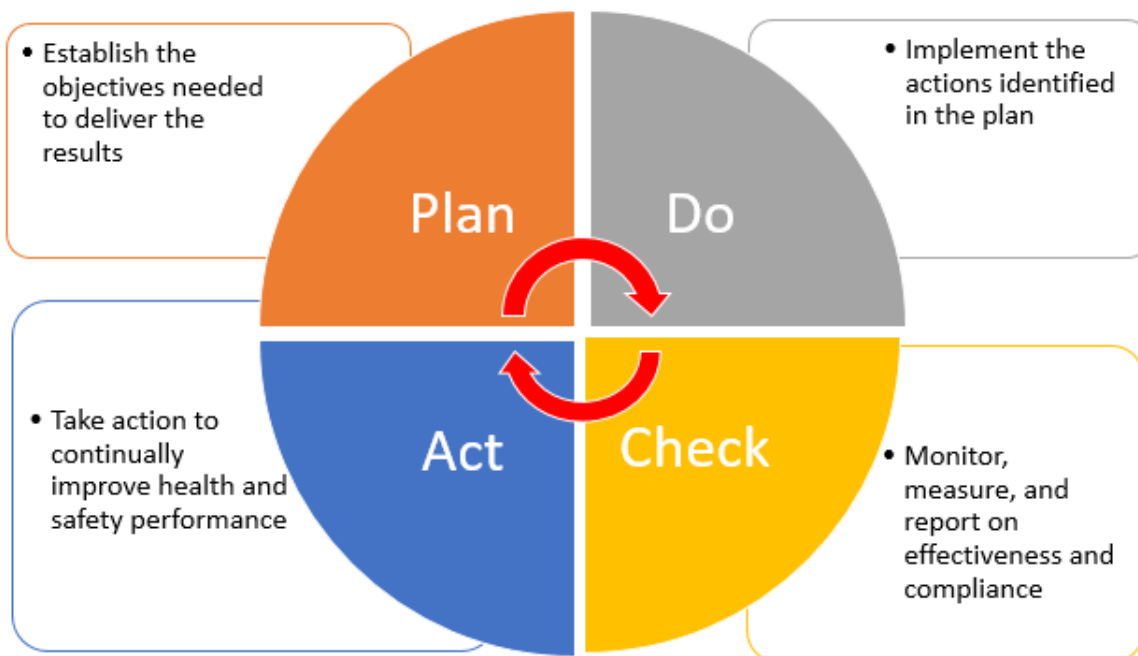 • Establish the
objectives needed
to deliver the
results
Plan
Do
• Implement the
actions identified
in the plan
• Take action to
continually
improve health and
safety performance
Act
Check
• Monitor,
measure, and
report on
effectiveness and
compliance